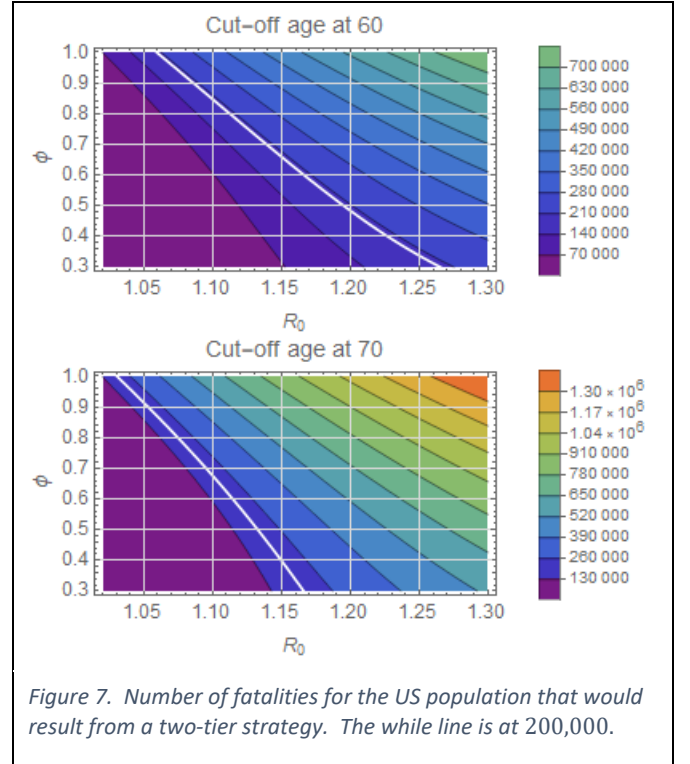 Cut-off age at 60
1.0
0.9
0.8
0.7
0.6
0.5
0.4
0.3
ϕ
1.05 1.10 1.15 1.20 1.25 1.30
R0
700 000
630 000
560 000
490 000
420 000
350 000
280 000
210 000
140 000
70 000
Cut-off age at 70
1.0
0.9
0.8
0.7
0.6
0.5
0.4
0.3
ϕ
1.05 1.10 1.15 1.20 1.25 1.30
R0
1.30 × 10^6
1.17 × 10^6
1.04 × 10^6
910 000
780 000
650 000
520 000
390 000
260 000
130 000
Figure 7. Number of fatalities for the US population that would
result from a two-tier strategy. The while line is at 200,000.